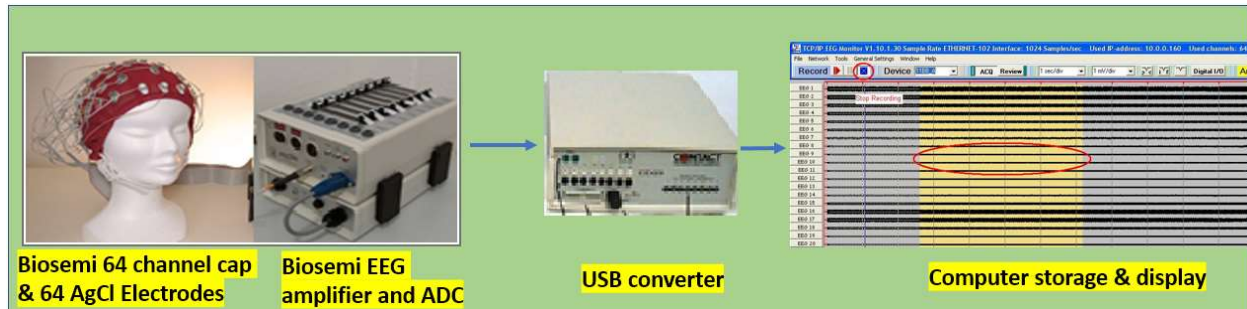 TCP/IP EEG Monitor V1.10.1.30 Sample Rate ETHERNET-102 Interface: 1024 Samples/sec Used IP-address: 10.0.0.160 Used channels: 64
File Network Tools General Settings Window Help
Record Device ACQ Review 1 sec/div 1 mV/div Digital I/O
Stop Recording
EEG 1
EEG 2
EEG 3
EEG 4
EEG 5
EEG 6
EEG 7
EEG 8
EEG 9
EEG 10
EEG 11
EEG 12
EEG 13
EEG 14
EEG 15
EEG 16
EEG 17
EEG 18
EEG 19
Biosemi 64 channel cap
& 64 AgCl Electrodes
Biosemi EEG
amplifier and ADC
USB converter
Computer storage & display